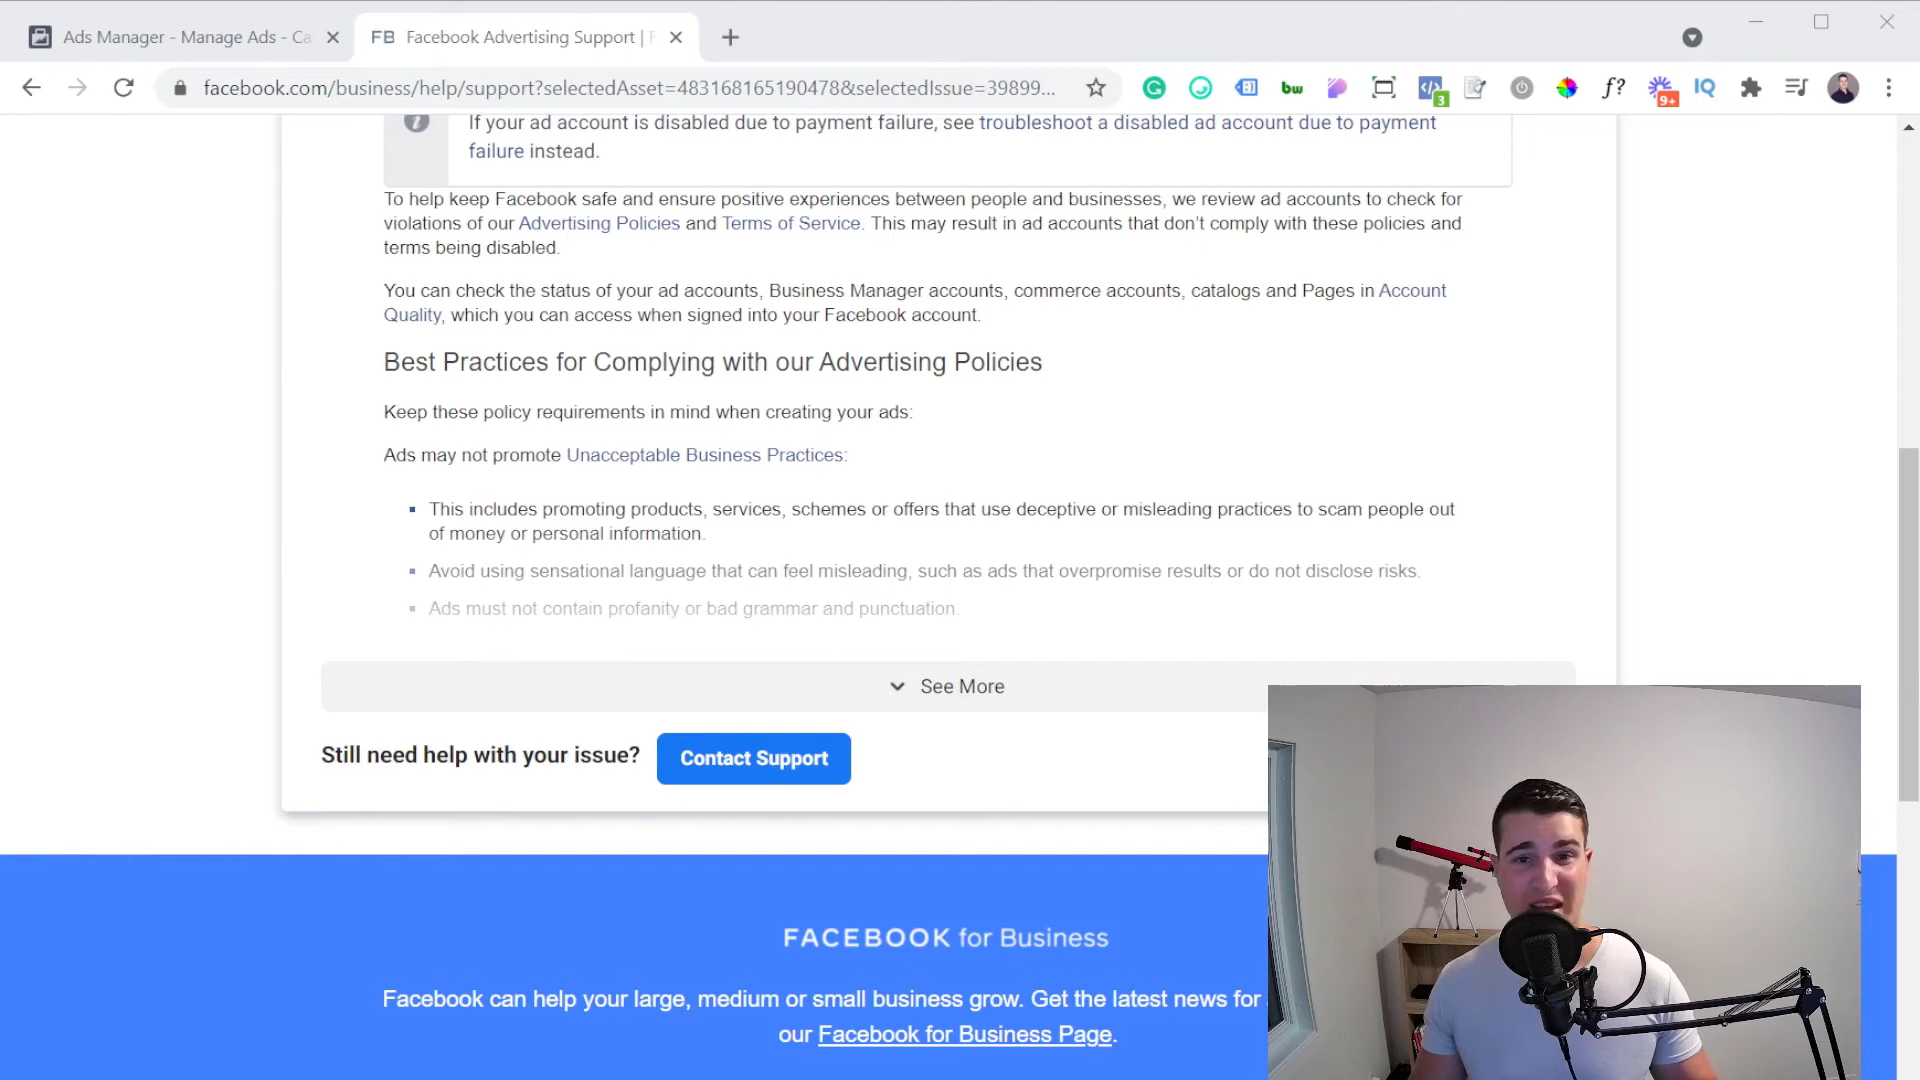 Ads Manager - Manage Ads - Ca
FB Facebook Advertising Support |
facebook.com/business/help/support?selectedAsset=483168165190478&selectedIssue=39899...
bw
3
f?
9+
IQ
If your ad account is disabled due to payment failure, see troubleshoot a disabled ad account due to payment
failure instead.
To help keep Facebook safe and ensure positive experiences between people and businesses, we review ad accounts to check for
violations of our Advertising Policies and Terms of Service. This may result in ad accounts that don’t comply with these policies and
terms being disabled.
You can check the status of your ad accounts, Business Manager accounts, commerce accounts, catalogs and Pages in Account
Quality, which you can access when signed into your Facebook account.
Best Practices for Complying with our Advertising Policies
Keep these policy requirements in mind when creating your ads:
Ads may not promote Unacceptable Business Practices:
This includes promoting products, services, schemes or offers that use deceptive or misleading practices to scam people out
of money or personal information.
Avoid using sensational language that can feel misleading, such as ads that overpromise results or do not disclose risks.
Ads must not contain profanity or bad grammar and punctuation.
See More
Still need help with your issue? Contact Support
FACEBOOK for Business
Facebook can help your large, medium or small business grow. Get the latest news for
our Facebook for Business Page.